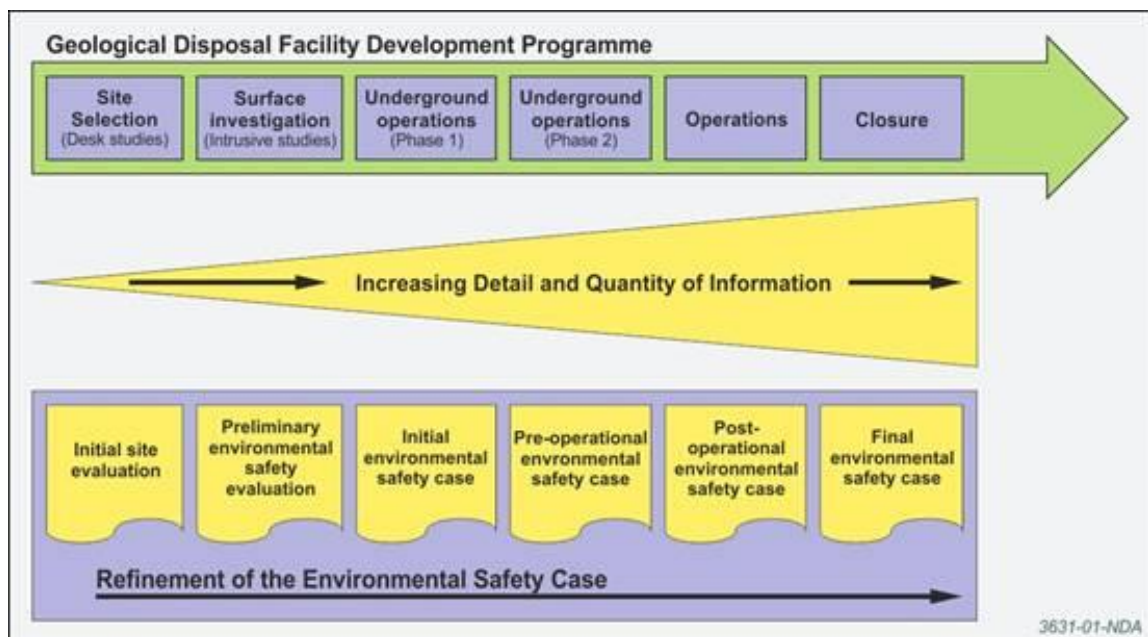 Geological Disposal Facility Development Programme
Site
Selection
(Desk studies)
Surface
investigation
(Intrusive studies)
Underground
operations
(Phase 1)
Underground
operations
(Phase 2)
Operations
Closure
Increasing Detail and Quantity of Information
Initial site
evaluation
Preliminary
environmental
safety
evaluation
Initial
environmental
safety case
Pre-operational
envronmental
safety case
Post-
operational
environmental
safety case
Final
environmental
safety case
Refinement of the Environmental Safety Case
3631-01-NDA